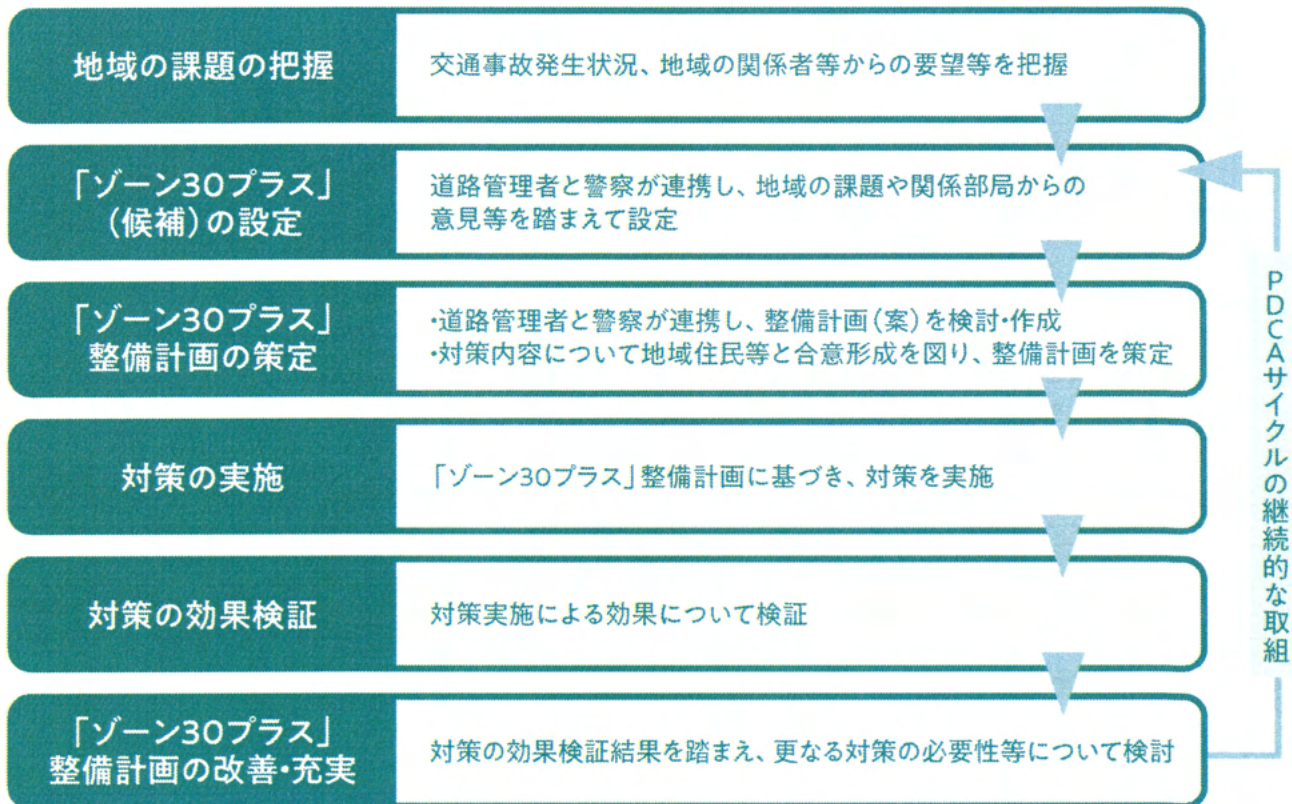 地域の課題の把握
交通事故発生状況、地域の関係者等からの要望等を把握
「ゾーン30プラス」
(候補)の設定
道路管理者と警察が連携し、地域の課題や関係部局からの
意見等を踏まえて設定
「ゾーン30プラス」
整備計画の策定
・道路管理者と警察が連携し、整備計画(案)を検討・作成
・対策内容について地域住民等と合意形成を図り、整備計画を策定
対策の実施
「ゾーン30プラス」整備計画に基づき、対策を実施
対策の効果検証
対策実施による効果について検証
「ゾーン30プラス」
整備計画の改善・充実
対策の効果検証結果を踏まえ、更なる対策の必要性等について検討
PDCAサイクルの継続的な取組